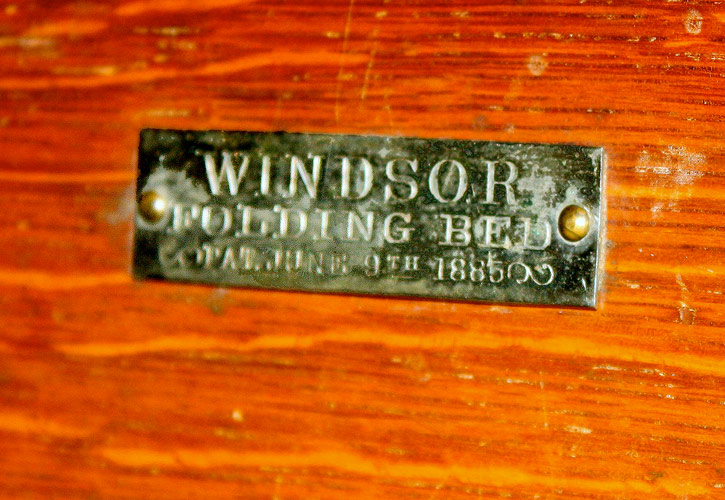 WINDSOR
FOLDING BED
PAT. JUNE 9TH 1885